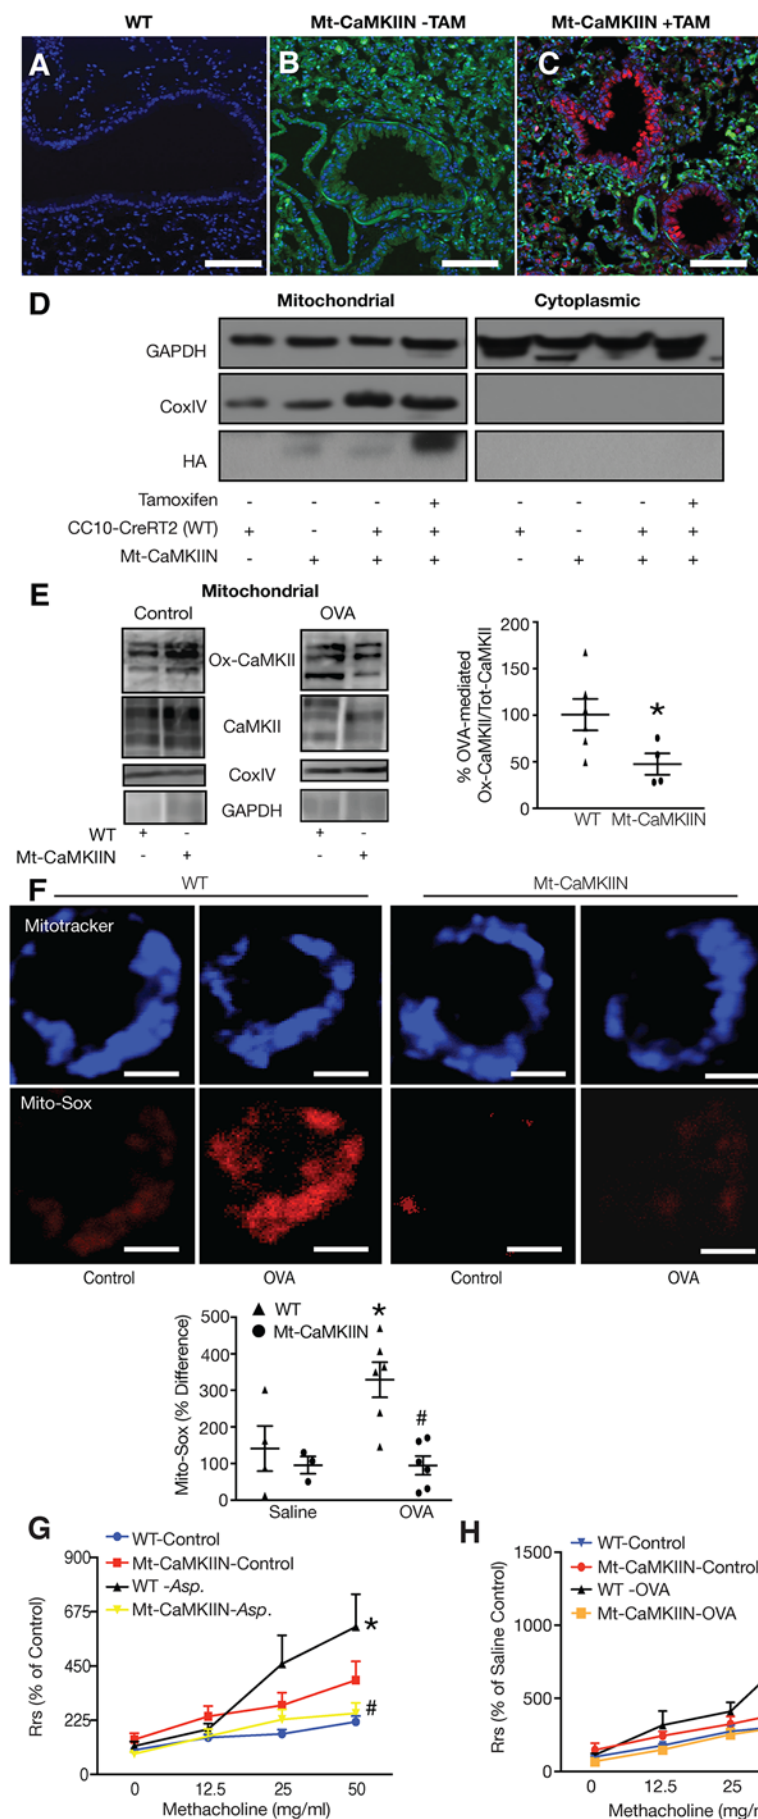 WT Mt-CaMKIIN -TAM Mt-CaMKIIN +TAM
A B C
D Mitochondrial Cytoplasmic
GAPDH
CoxIV
HA
Tamoxifen - - - + - - - +
CC10-CreRT2 (WT) + - + + + - + +
Mt-CaMKIIN - + + + - + + +
E Mitochondrial
Control OVA
Ox-CaMKII
CaMKII
CoxIV
GAPDH
WT + - + -
Mt-CaMKIIN - + - +
% OVA-mediated
Ox-CaMKII/Tot-CaMKII
200
150
100
50
0
*
WT Mt-CaMKIIN
F WT Mt-CaMKIIN
Mitotracker
Mito-Sox
Control OVA Control OVA
Mito-Sox (% Difference)
500
400
300
200
100
0
WT
Mt-CaMKIIN
*
#
Saline OVA
G
WT-Control
Mt-CaMKIIN-Control
WT -Asp.
Mt-CaMKIIN-Asp.
Rrs (% of Control)
900
675
450
225
0
*
#
0 12.5 25 50
Methacholine (mg/ml)
H
WT-Control
Mt-CaMKIIN-Control
WT -OVA
Mt-CaMKIIN-OVA
Rrs (% of Saline Control)
1500
1000
500
0
0 12.5 25
Methacholine (mg/m